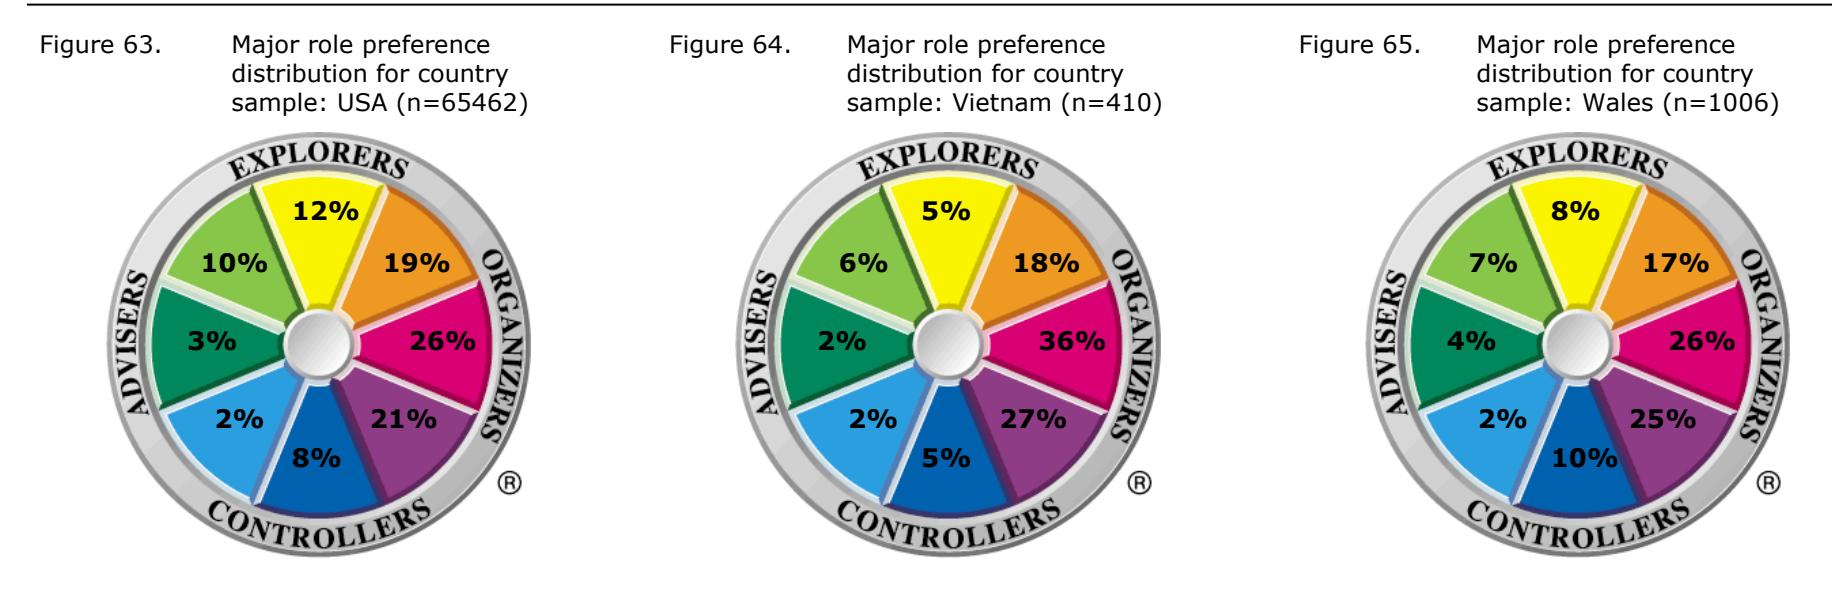 Figure 63.
Major role preference
distribution for country
sample: USA (n=65462)
EXPLORERS
12%
10%
19%
ADVISERS
ORGANIZERS
3%
26%
2%
21%
8%
CONTROLLERS
®
Figure 64.
Major role preference
distribution for country
sample: Vietnam (n=410)
EXPLORERS
5%
6%
18%
ADVISERS
ORGANIZERS
2%
36%
2%
27%
5%
CONTROLLERS
®
Figure 65.
Major role preference
distribution for country
sample: Wales (n=1006)
EXPLORERS
8%
7%
17%
ADVISERS
ORGANIZERS
4%
26%
2%
25%
10%
CONTROLLERS
®